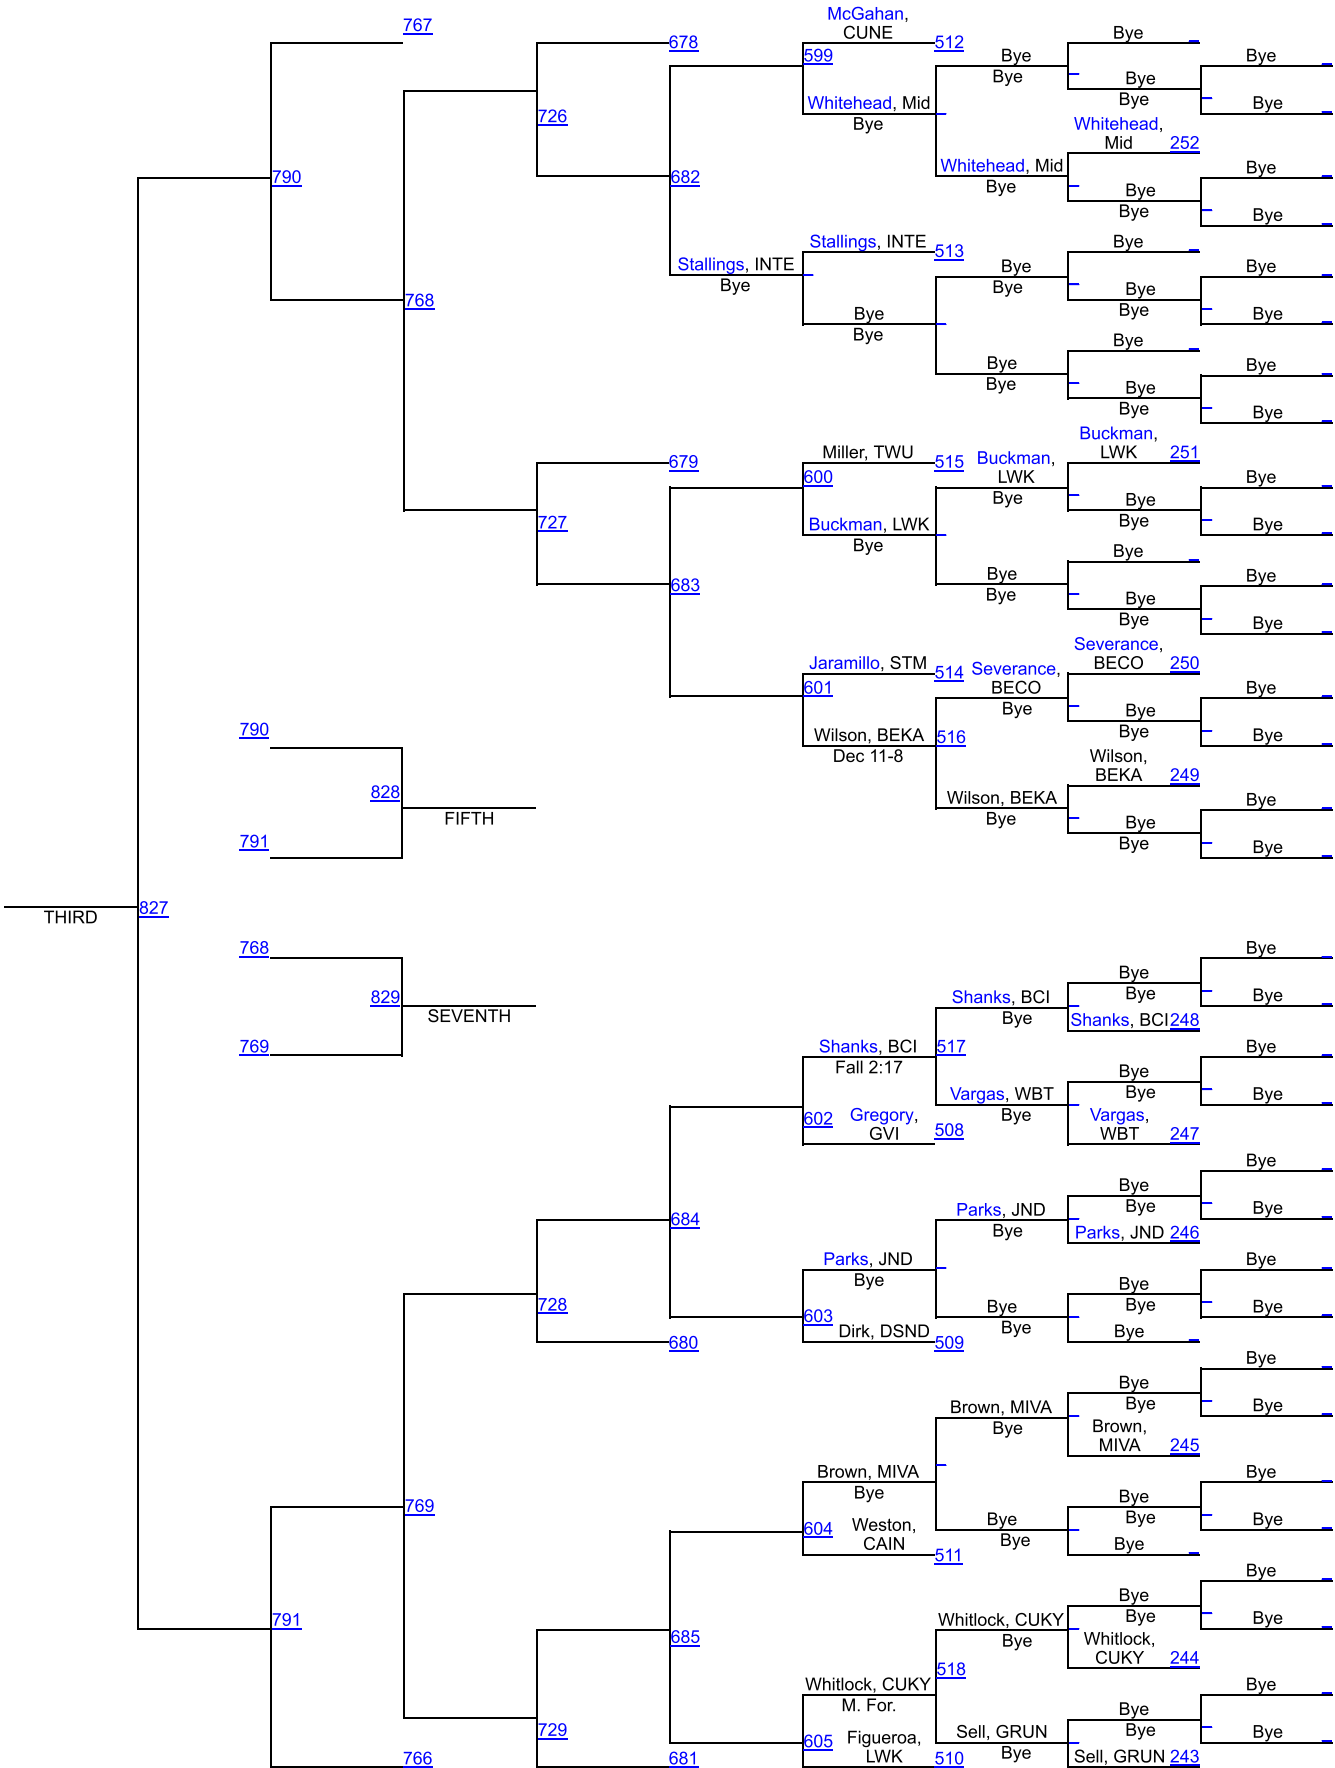 767
McGahan,
CUNE
678
512
Bye
599
Bye
Bye
Bye
Bye
Bye
726
Whitehead, Mid
Bye
Bye
Whitehead,
Mid
252
790
682
Whitehead, Mid
Bye
Bye
Bye
Bye
Bye
Stallings, INTE
513
Bye
Stallings, INTE
Bye
Bye
Bye
Bye
Bye
Bye
768
Bye
Bye
Bye
Bye
Bye
Bye
Bye
Bye
Bye
Bye
Miller, TWU
Buckman,
LWK
251
679
515
Buckman,
LWK
Bye
600
Bye
Bye
Bye
727
Buckman, LWK
Bye
Bye
Bye
683
Bye
Bye
Bye
Bye
Bye
Bye
Severance,
BECO
250
Jaramillo, STM
514
Severance,
BECO
Bye
601
Bye
Bye
Bye
790
Wilson, BEKA
Dec 11-8
516
Bye
Wilson,
BEKA
249
828
FIFTH
Wilson, BEKA
Bye
Bye
Bye
Bye
791
Bye
THIRD
827
768
Bye
829
SEVENTH
Shanks, BCI
Bye
Bye
Bye
Bye
Shanks, BCI
248
769
Shanks, BCI
Fall 2:17
517
Bye
Bye
Bye
Vargas, WBT
Bye
Bye
602
Gregory,
GVI
508
Vargas,
WBT
247
Bye
684
Parks, JND
Bye
Bye
Bye
Bye
Parks, JND
246
Parks, JND
Bye
Bye
728
603
Bye
Bye
Bye
Bye
Bye
680
Dirk, DSND
509
Bye
Bye
Brown, MIVA
Bye
Bye
Bye
Bye
Brown,
MIVA
245
Brown, MIVA
Bye
Bye
769
604
Weston,
CAIN
511
Bye
Bye
Bye
Bye
Bye
Bye
Bye
791
685
Whitlock, CUKY
Bye
Bye
Bye
Bye
Whitlock,
CUKY
244
518
Whitlock, CUKY
M. For.
Bye
729
605
Figueroa,
LWK
510
Sell, GRUN
Bye
Bye
Bye
Bye
766
681
Sell, GRUN
243